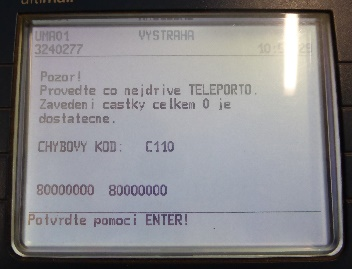 UMA01 VYSTRAHA
3240277
Pozor!
Provedte co nejdrive TELEPORTO.
Zavedeni castky celkem 0 je
dostatecne.
CHYBOVY KOD: C110
80000000 80000000
Potvrdte pomoci ENTER!